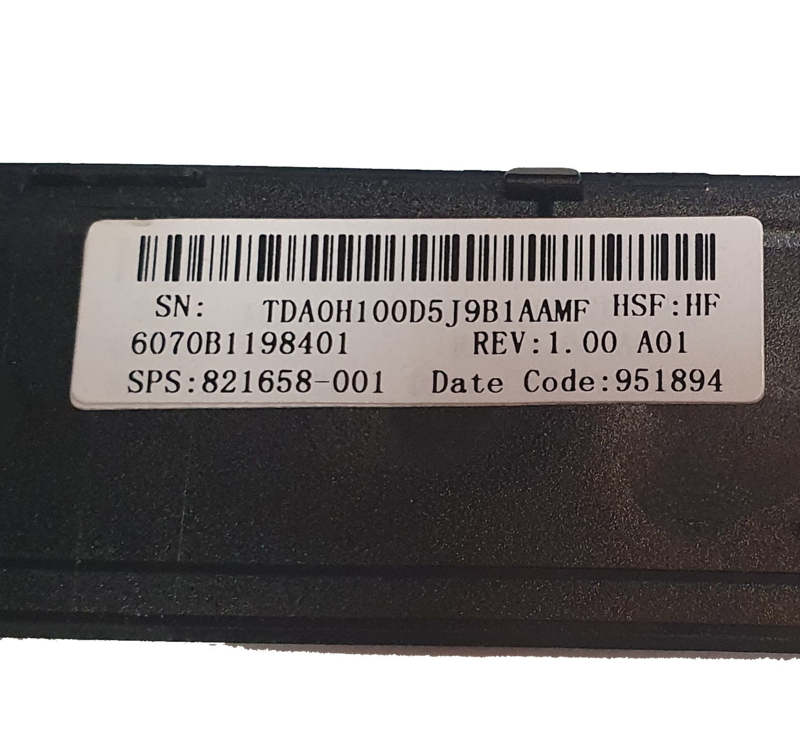 SN: TDA0H100D5J9B1AAMF HSF:HF
6070B1198401 REV:1.00 A01
SPS:821658-001 Date Code:951894